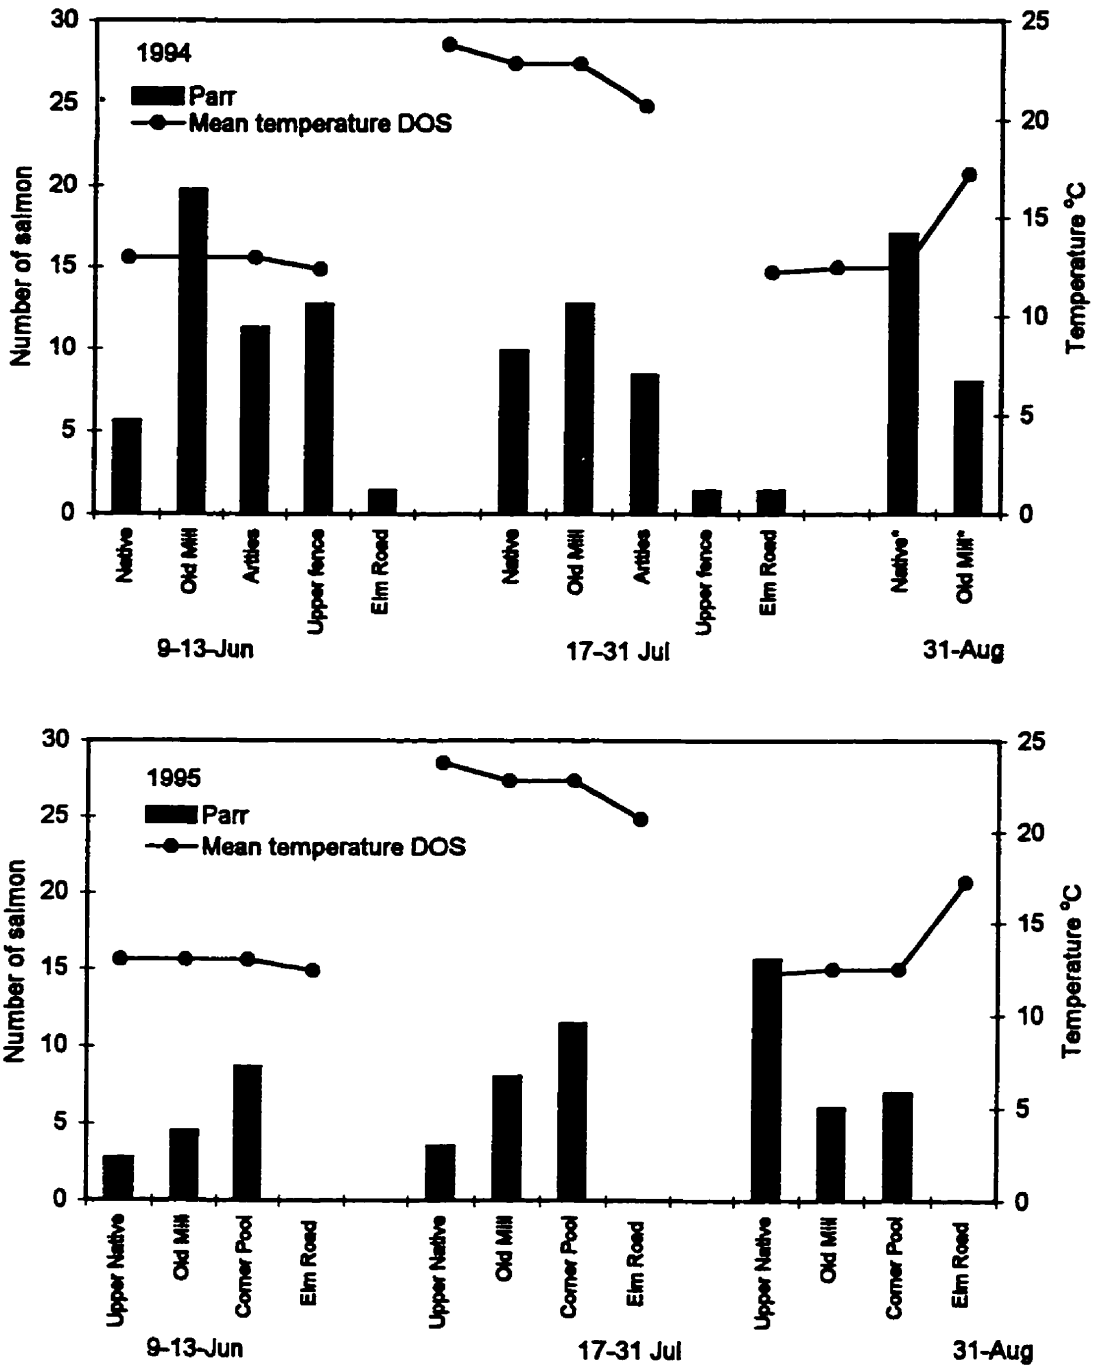 30
25
20
15
10
5
0
Number of salmon
1994
Parr
Mean temperature DOS
25
20
15
10
5
0
Temperature °C
Native
Old Mill
Artties
Upper fence
Elm Road
Native
Old Mill
Artties
Upper fence
Elm Road
Native*
Old Mill*
9-13-Jun
17-31 Jul
31-Aug
30
25
20
15
10
5
0
Number of salmon
1995
Parr
Mean temperature DOS
25
20
15
10
5
0
Temperature °C
Upper Native
Old Mill
Corner Pool
Elm Road
Upper Native
Old Mill
Corner Pool
Elm Road
Upper Native
Old Mill
Corner Pool
Elm Road
9-13-Jun
17-31 Jul
31-Aug